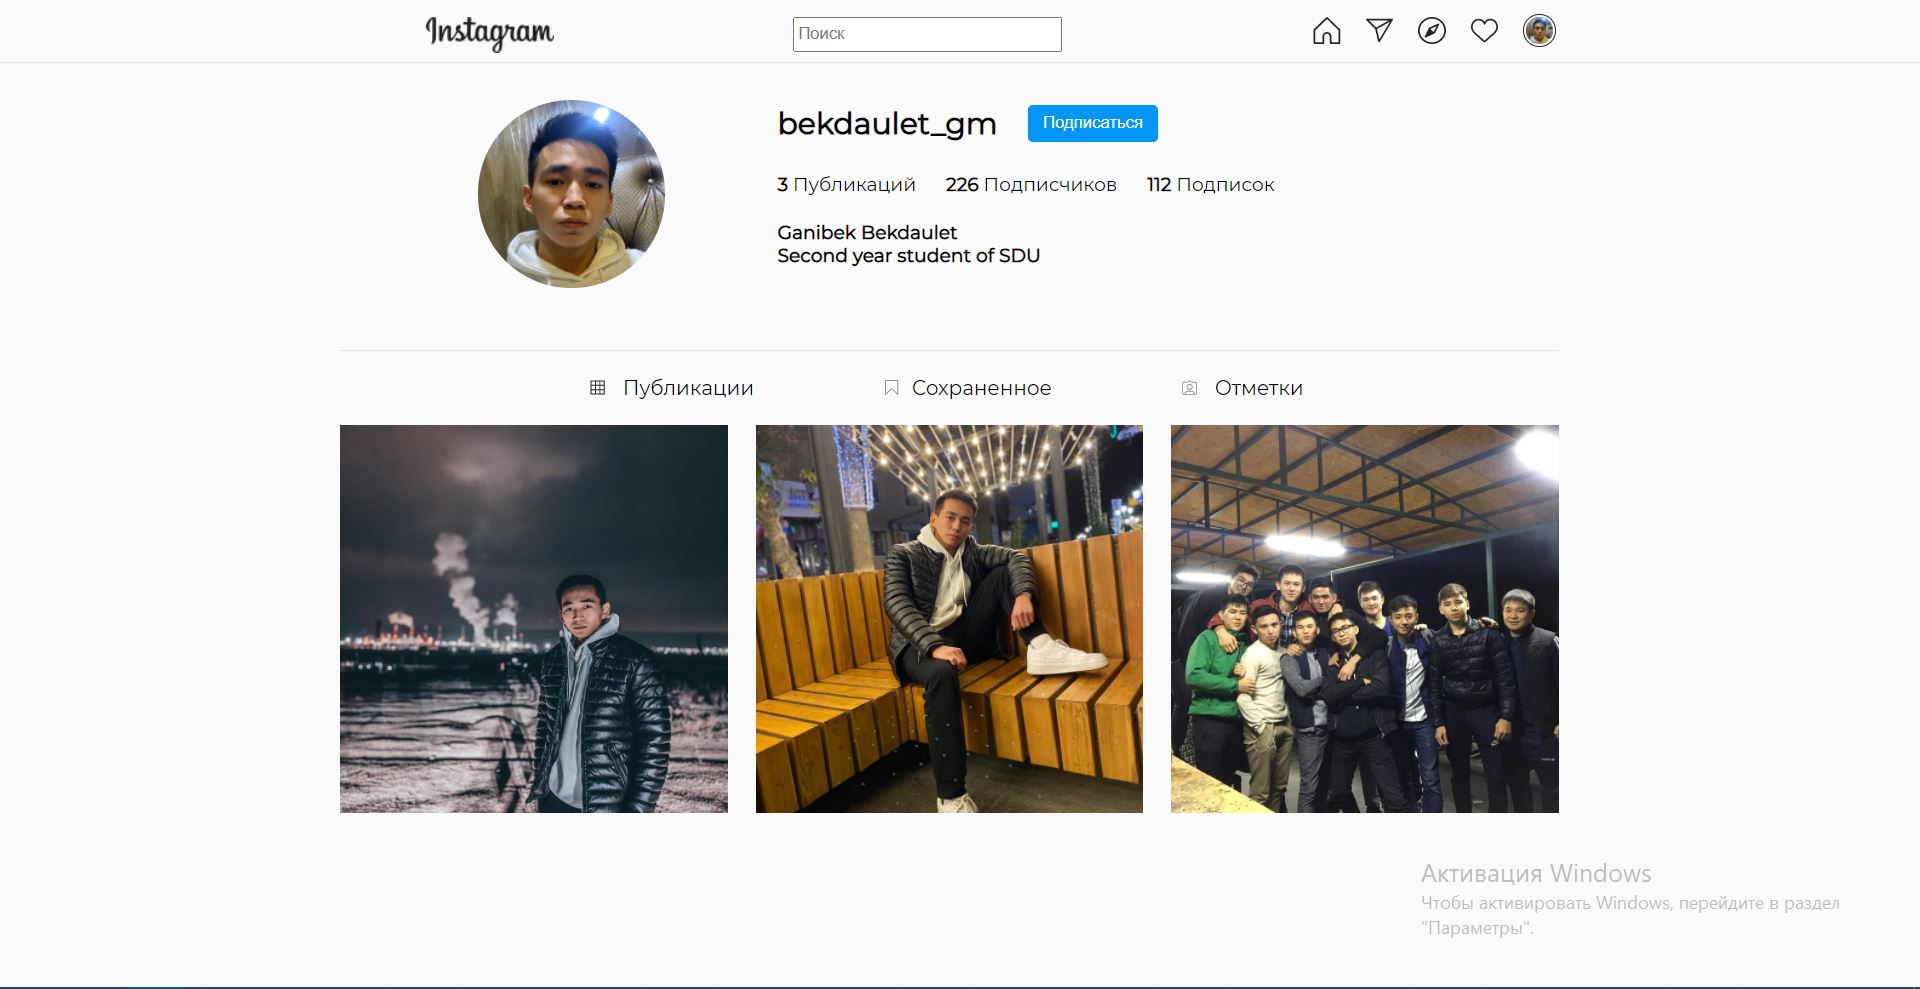 Instagram
Поиск
bekdaulet_gm
Подписаться
3 Публикаций 226 Подписчиков 112 Подписок
Ganibek Bekdaulet
Second year student of SDU
Публикации Сохраненное Отметки
Активация Windows
Чтобы активировать Windows, перейдите в раздел
"Параметры".